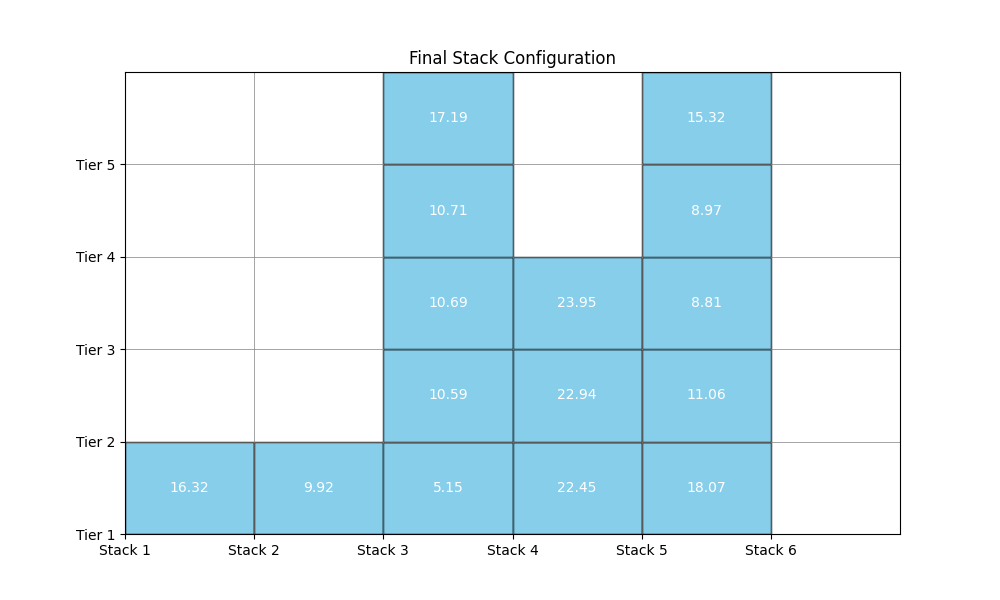 Final Stack Configuration
17.19 15.32
Tier 5
10.71 8.97
Tier 4
10.69 23.95 8.81
Tier 3
10.59 22.94 11.06
Tier 2
16.32 9.92 5.15 22.45 18.07
Tier 1
Stack 1 Stack 2 Stack 3 Stack 4 Stack 5 Stack 6